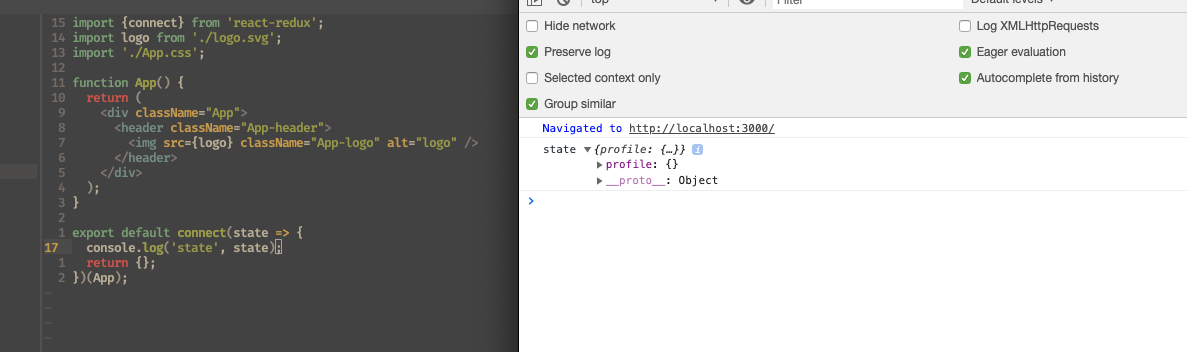 15 import {connect} from 'react-redux';
14 import logo from './logo.svg';
13 import './App.css';
12
11 function App() {
10   return (
9     <div className="App">
8       <header className="App-header">
7         <img src={logo} className="App-logo" alt="logo" />
6       </header>
5     </div>
4   );
3 }
2
1 export default connect(state => {
17   console.log('state', state);
1   return {};
2 })(App);
~
~
~
~
top Filter Default levels
Hide network
Log XMLHttpRequests
Preserve log
Eager evaluation
Selected context only
Autocomplete from history
Group similar
Navigated to http://localhost:3000/
state ▼{profile: {…}} i
▶profile: {}
▶__proto__: Object
>